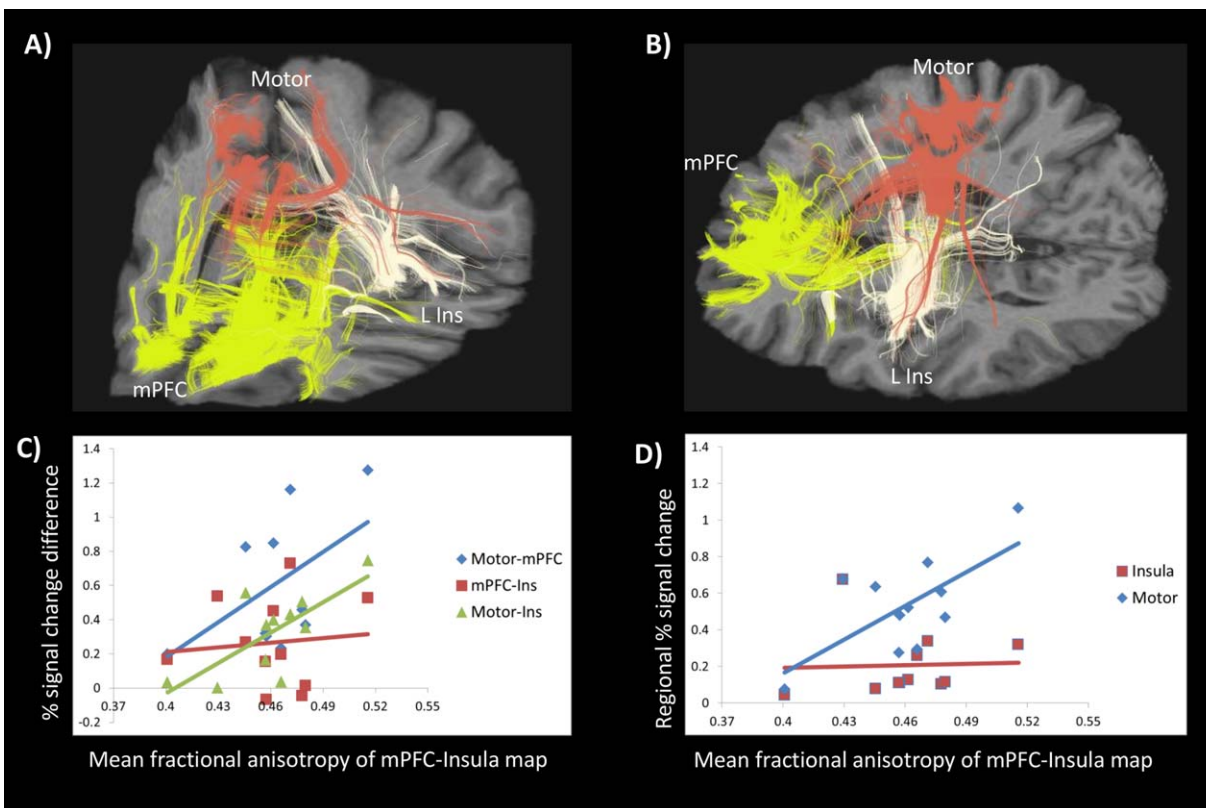 A)
Motor
L Ins
mPFC
B)
Motor
mPFC
L Ins
C)
% signal change difference
1.4
1.2
1
0.8
0.6
0.4
0.2
0
-0.2
0.37 0.4 0.43 0.46 0.49 0.52 0.55
Motor-mPFC
mPFC-Ins
Motor-Ins
Mean fractional anisotropy of mPFC-Insula map
D)
Regional % signal change
1.4
1.2
1
0.8
0.6
0.4
0.2
0
0.37 0.4 0.43 0.46 0.49 0.52 0.55
Insula
Motor
Mean fractional anisotropy of mPFC-Insula map